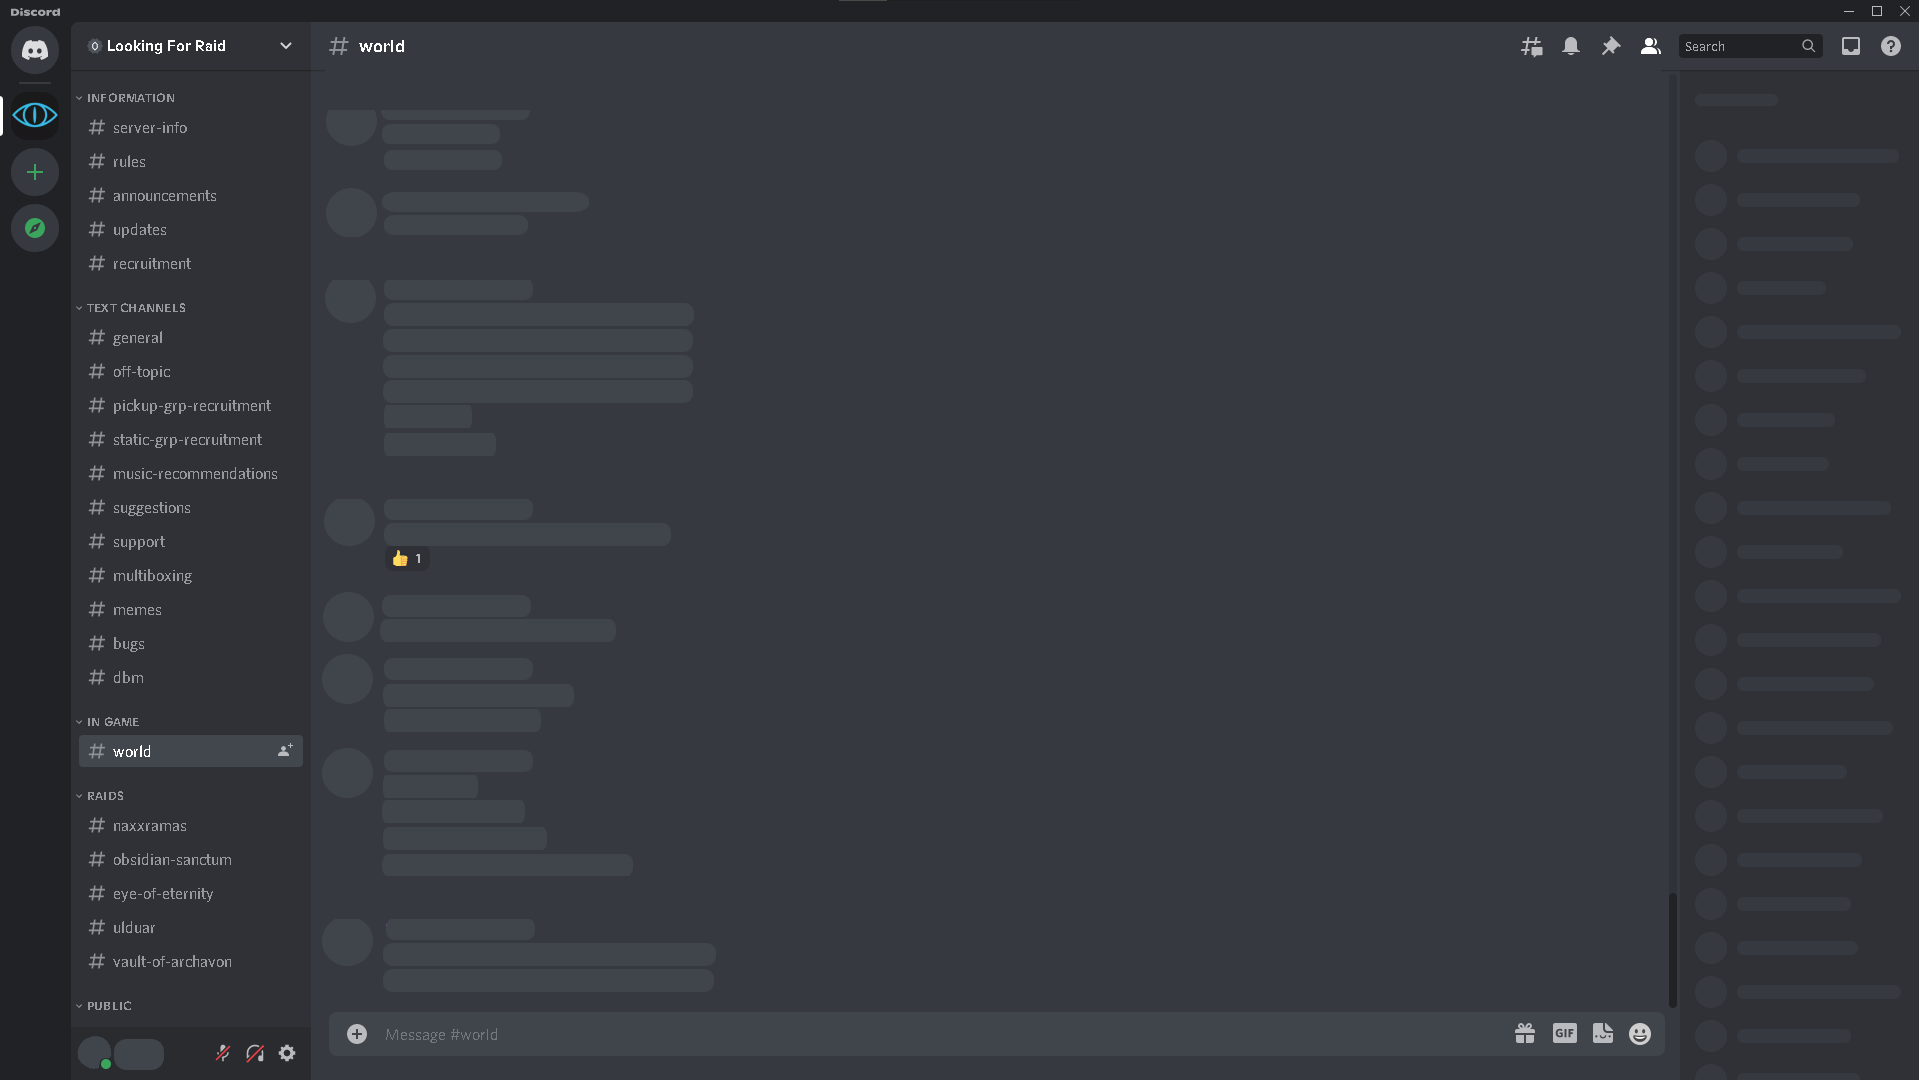 Discord
Looking For Raid
world
Search
INFORMATION
server-info
rules
announcements
updates
recruitment
TEXT CHANNELS
general
off-topic
pickup-grp-recruitment
static-grp-recruitment
music-recommendations
suggestions
support
multiboxing
memes
bugs
dbm
IN GAME
world
RAIDS
naxxramas
obsidian-sanctum
eye-of-eternity
ulduar
vault-of-archavon
PUBLIC
1
Message #world
GIF